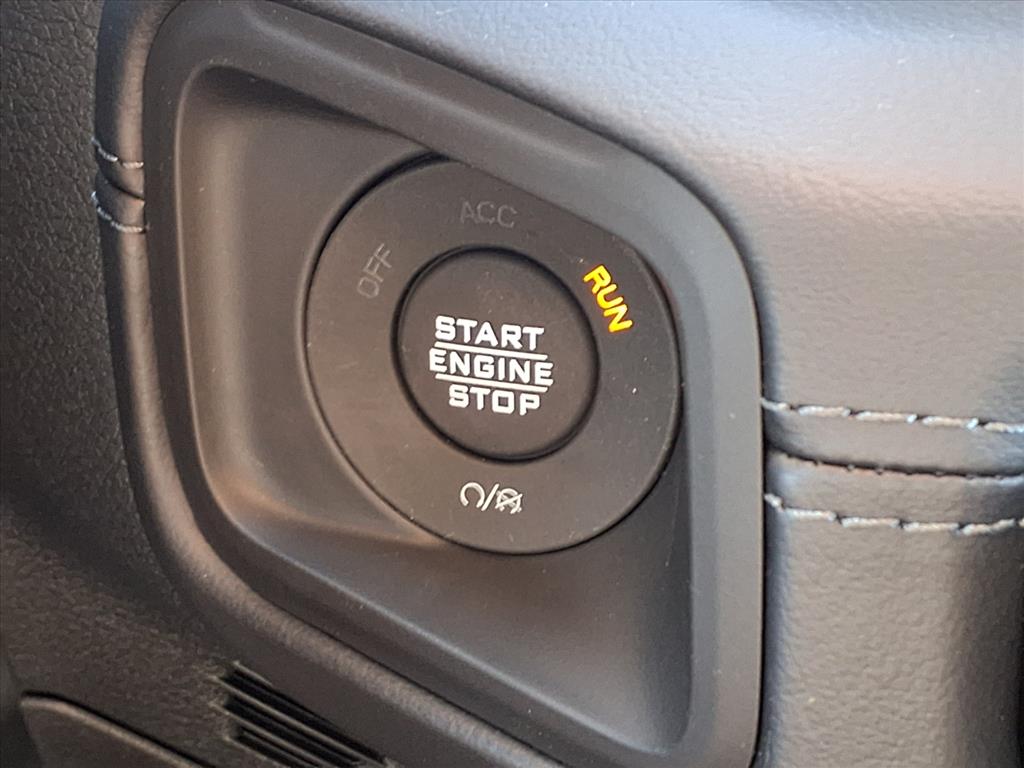 ACC
OFF
RUN
START
ENGINE
STOP